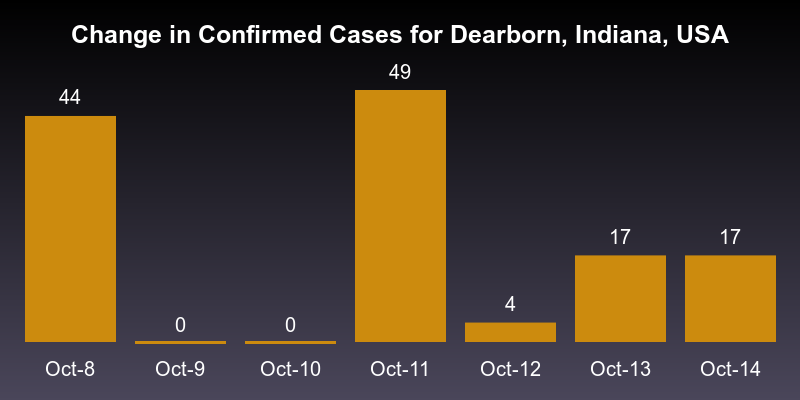 Change in Confirmed Cases for Dearborn, Indiana, USA
44
0
0
49
4
17
17
Oct-8
Oct-9
Oct-10
Oct-11
Oct-12
Oct-13
Oct-14